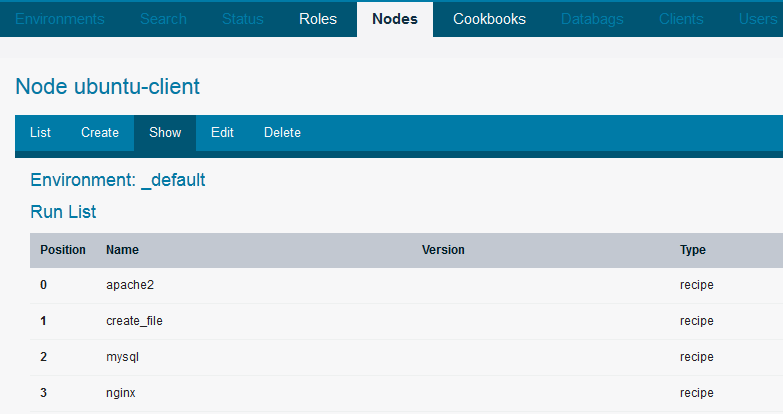 Environments Search Status Roles Nodes Cookbooks Databags Clients Users
Node ubuntu-client
List Create Show Edit Delete
Environment: _default
Run List
Position Name Version Type
0 apache2 recipe
1 create_file recipe
2 mysql recipe
3 nginx recipe